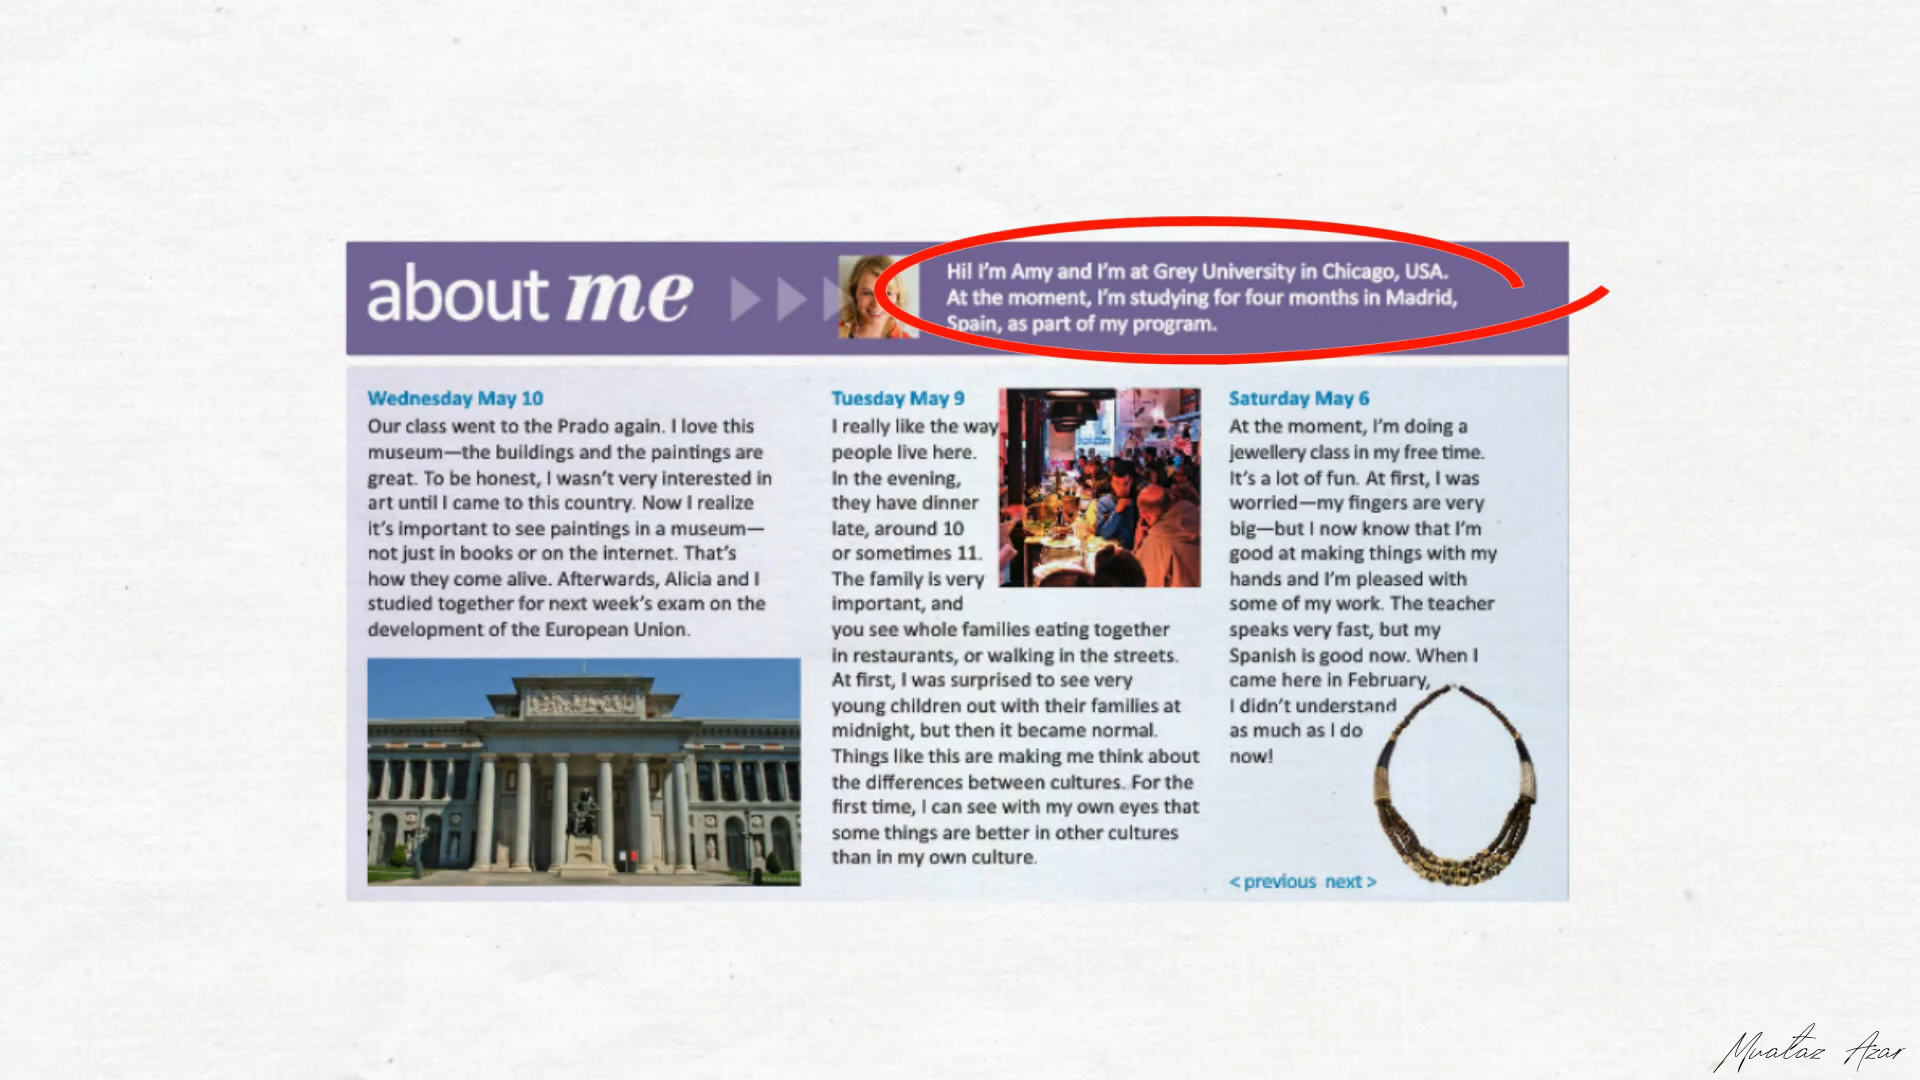 about me
Hi! I'm Amy and I'm at Grey University in Chicago, USA.
At the moment, I'm studying for four months in Madrid,
Spain, as part of my program.
Wednesday May 10
Our class went to the Prado again. I love this
museum—the buildings and the paintings are
great. To be honest, I wasn't very interested in
art until I came to this country. Now I realize
it's important to see paintings in a museum—
not just in books or on the internet. That's
how they come alive. Afterwards, Alicia and I
studied together for next week's exam on the
development of the European Union.
Tuesday May 9
I really like the way
people live here.
In the evening,
they have dinner
late, around 10
or sometimes 11.
The family is very
important, and
you see whole families eating together
in restaurants, or walking in the streets.
At first, I was surprised to see very
young children out with their families at
midnight, but then it became normal.
Things like this are making me think about
the differences between cultures. For the
first time, I can see with my own eyes that
some things are better in other cultures
than in my own culture.
Saturday May 6
At the moment, I'm doing a
jewellery class in my free time.
It's a lot of fun. At first, I was
worried—my fingers are very
big—but I now know that I'm
good at making things with my
hands and I'm pleased with
some of my work. The teacher
speaks very fast, but my
Spanish is good now. When I
came here in February,
I didn't understand
as much as I do
now!
< previous next >
Muataz Azar